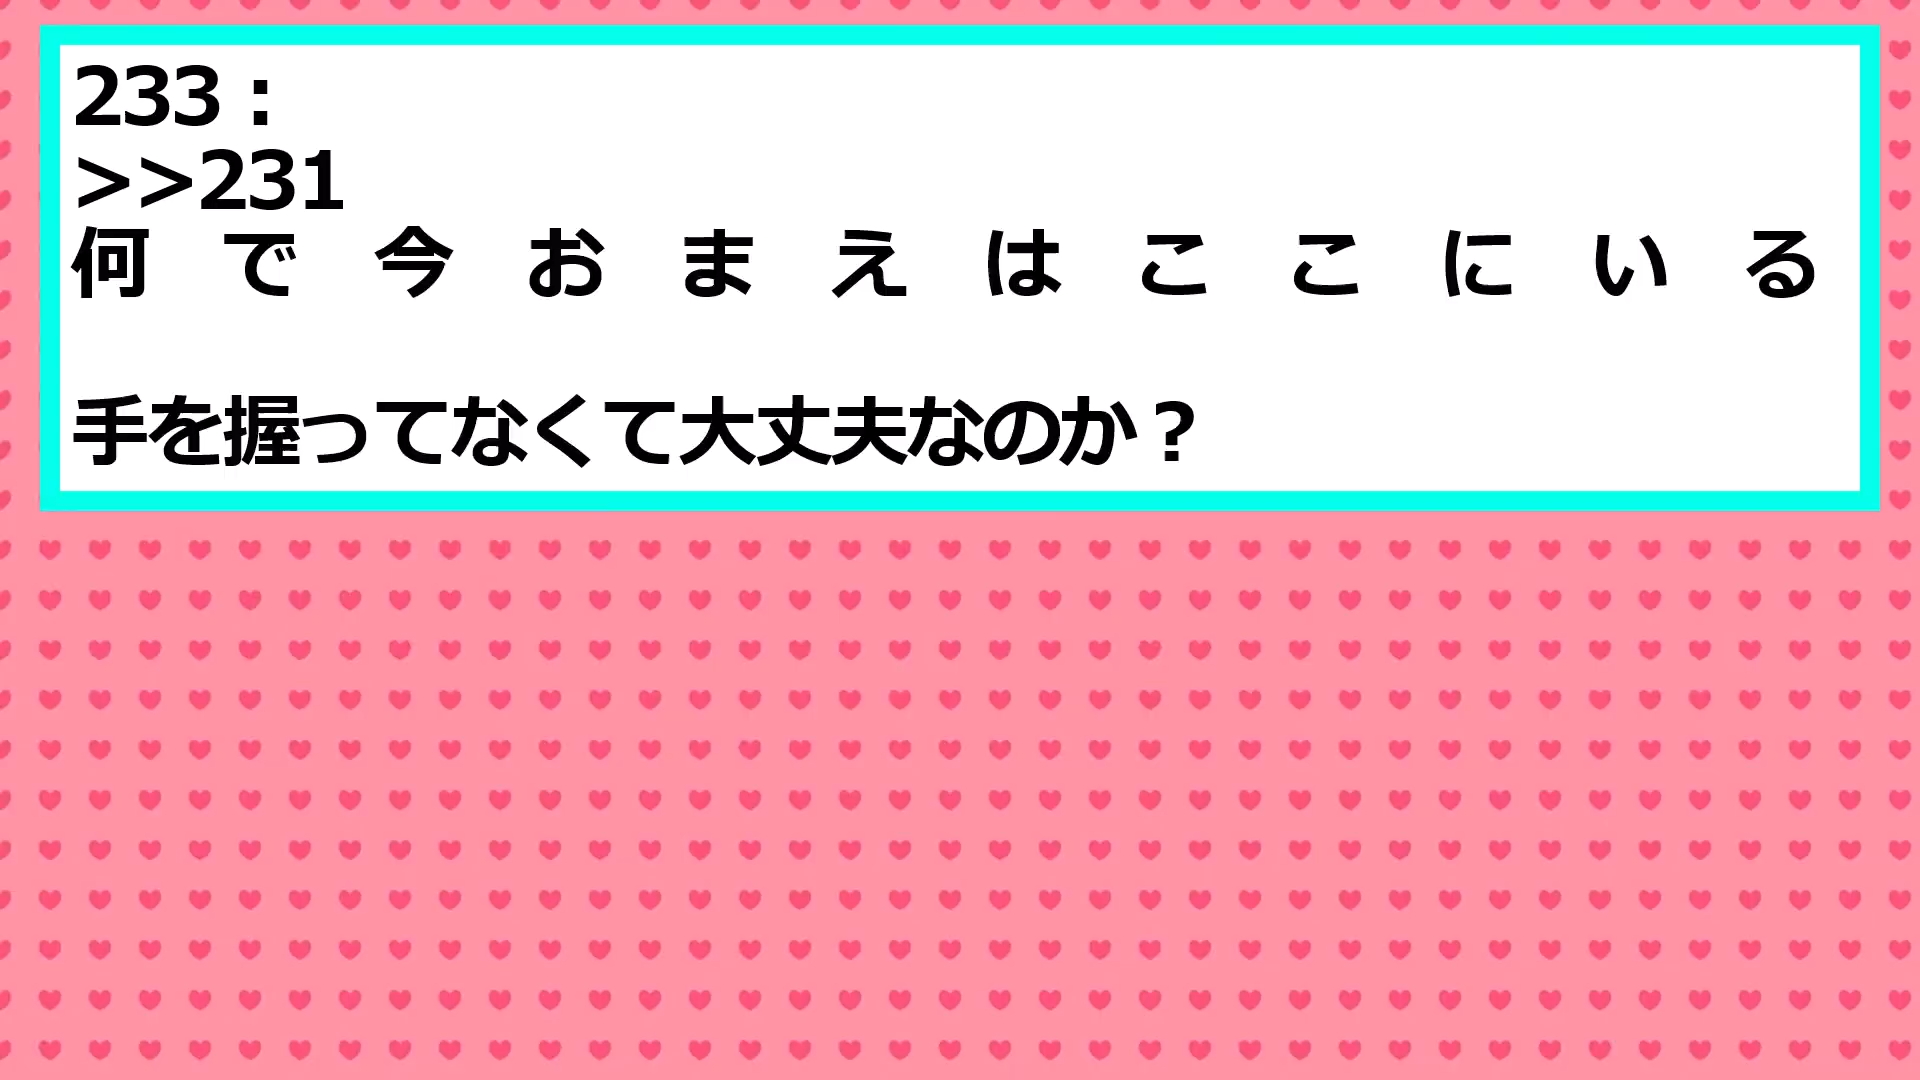 233：
>>231
何　で　今　お　ま　え　は　こ　こ　に　い　る
手を握ってなくて大丈夫なのか？